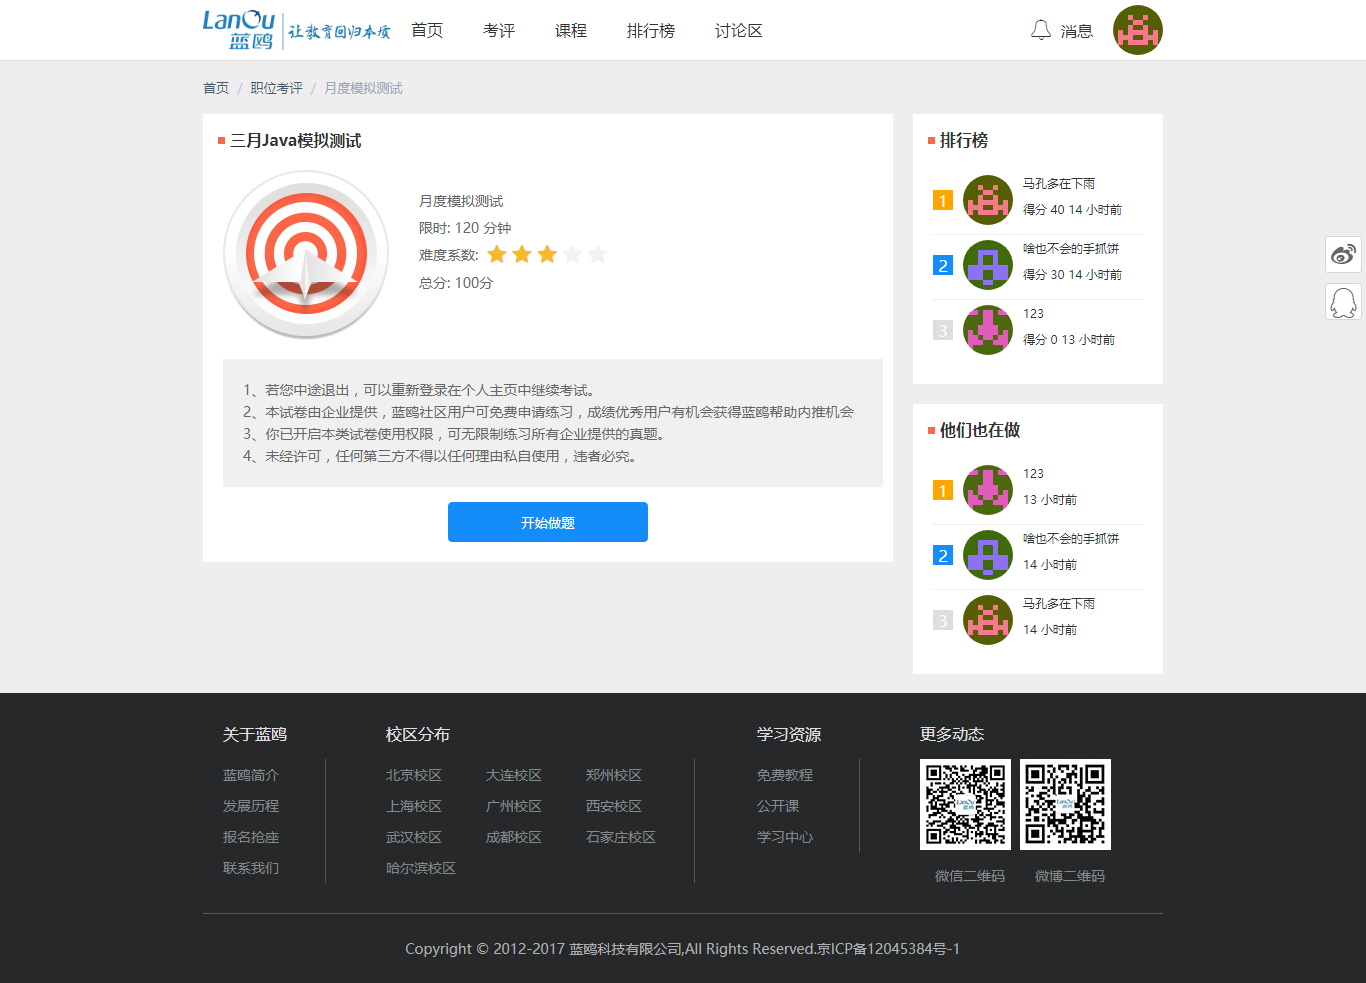 LanOu 蓝鸥 让教育回归本质 首页 考评 课程 排行榜 讨论区 消息
首页 / 职位考评 / 月度模拟测试
三月Java模拟测试
月度模拟测试
限时: 120 分钟
难度系数:
总分: 100分
1、若您中途退出，可以重新登录在个人主页中继续考试。
2、本试卷由企业提供，蓝鸥社区用户可免费申请练习，成绩优秀用户有机会获得蓝鸥帮助内推机会
3、你已开启本类试卷使用权限，可无限制练习所有企业提供的真题。
4、未经许可，任何第三方不得以任何理由私自使用，违者必究。
开始做题
排行榜
1 马孔多在下雨
得分 40 14 小时前
2 啥也不会的手抓饼
得分 30 14 小时前
3 123
得分 0 13 小时前
他们也在做
1 123
13 小时前
2 啥也不会的手抓饼
14 小时前
3 马孔多在下雨
14 小时前
关于蓝鸥
蓝鸥简介
发展历程
报名抢座
联系我们
校区分布
北京校区 大连校区 郑州校区
上海校区 广州校区 西安校区
武汉校区 成都校区 石家庄校区
哈尔滨校区
学习资源
免费教程
公开课
学习中心
更多动态
LanOu 蓝鸥 LanOu 蓝鸥
微信二维码 微博二维码
Copyright © 2012-2017 蓝鸥科技有限公司,All Rights Reserved.京ICP备12045384号-1